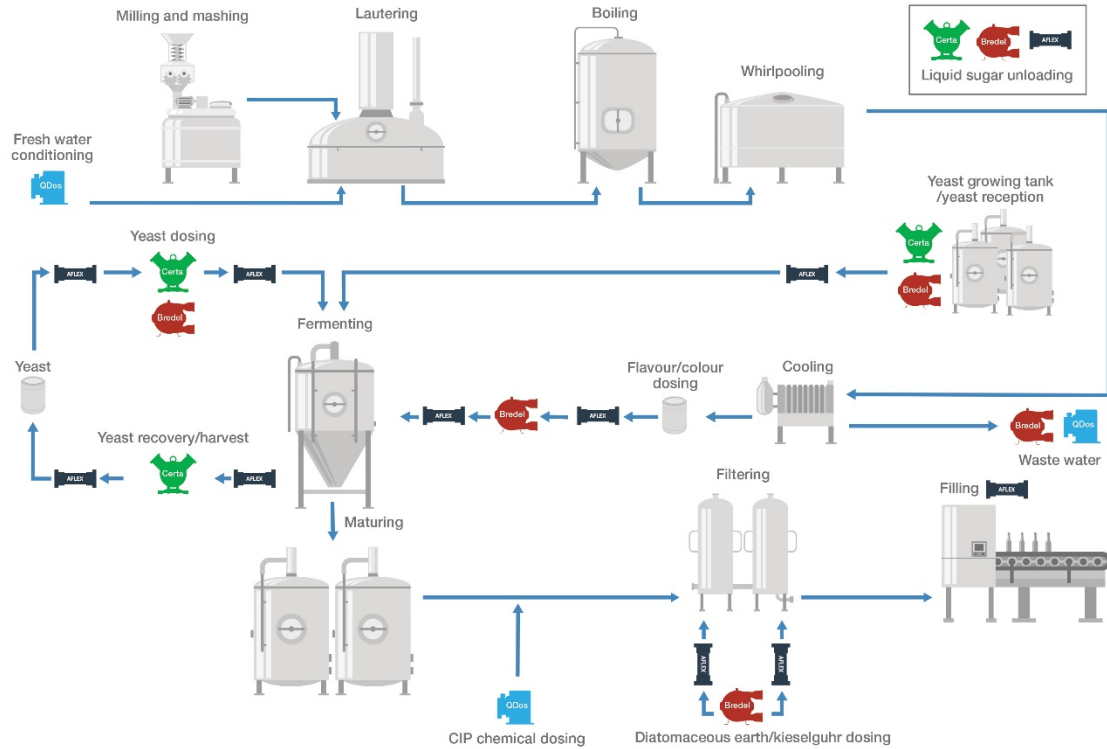 Milling and mashing
Lautering
Boiling
Whirlpooling
Certa
Bredel
AFLEX
Liquid sugar unloading
Fresh water
conditioning
QDos
Yeast growing tank
/yeast reception
Certa
Bredel
AFLEX
Yeast dosing
AFLEX
Certa
AFLEX
Bredel
Fermenting
Yeast
Flavour/colour
dosing
Cooling
AFLEX
Bredel
AFLEX
Bredel
QDos
Waste water
Yeast recovery/harvest
AFLEX
Certa
AFLEX
Maturing
Filtering
Filling
AFLEX
AFLEX
AFLEX
QDos
CIP chemical dosing
Bredel
Diatomaceous earth/kieselguhr dosing